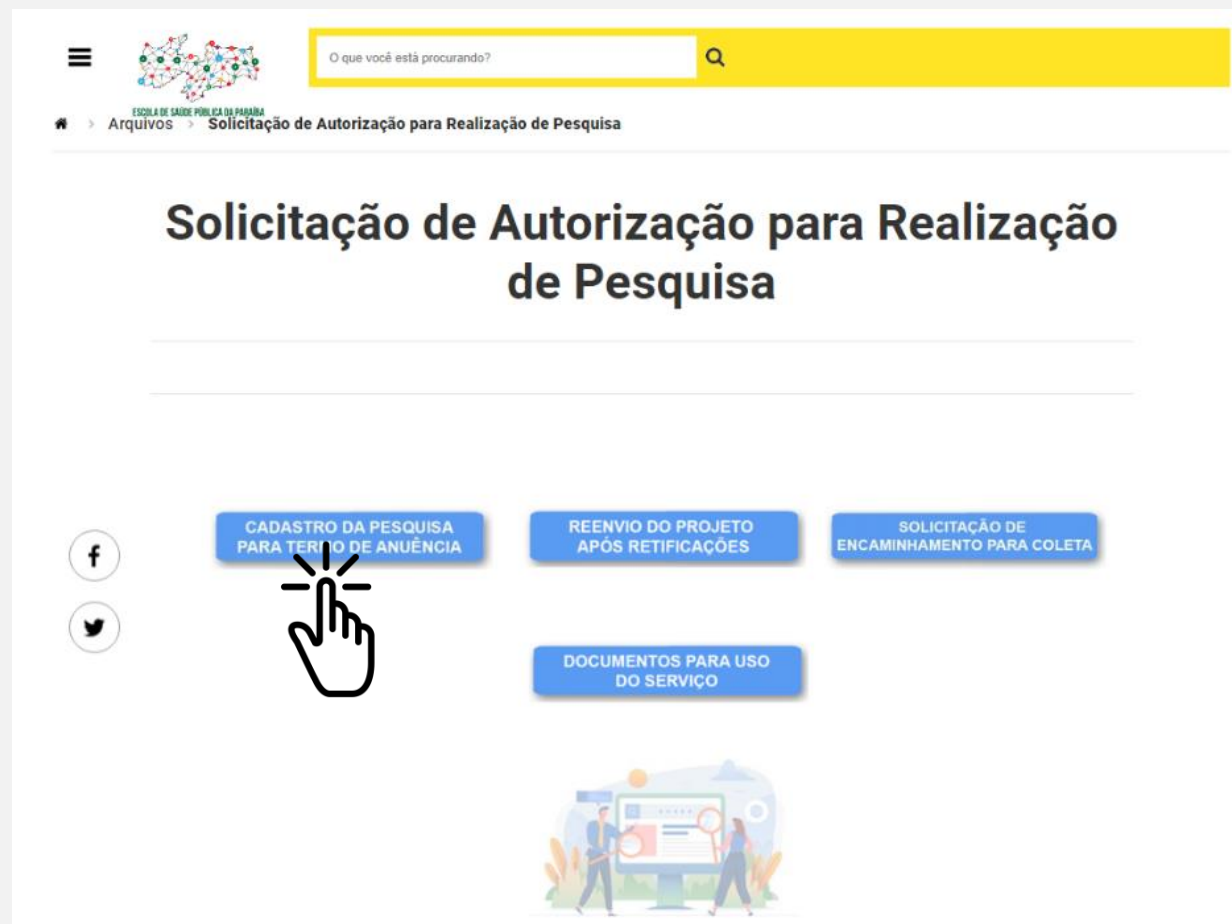 O que você está procurando?
ESCOLA DE SAÚDE PÚBLICA DA PARAÍBA
Arquivos > Solicitação de Autorização para Realização de Pesquisa
Solicitação de Autorização para Realização
de Pesquisa
CADASTRO DA PESQUISA
PARA TERMO DE ANUÊNCIA
REENVIO DO PROJETO
APÓS RETIFICAÇÕES
SOLICITAÇÃO DE
ENCAMINHAMENTO PARA COLETA
DOCUMENTOS PARA USO
DO SERVIÇO